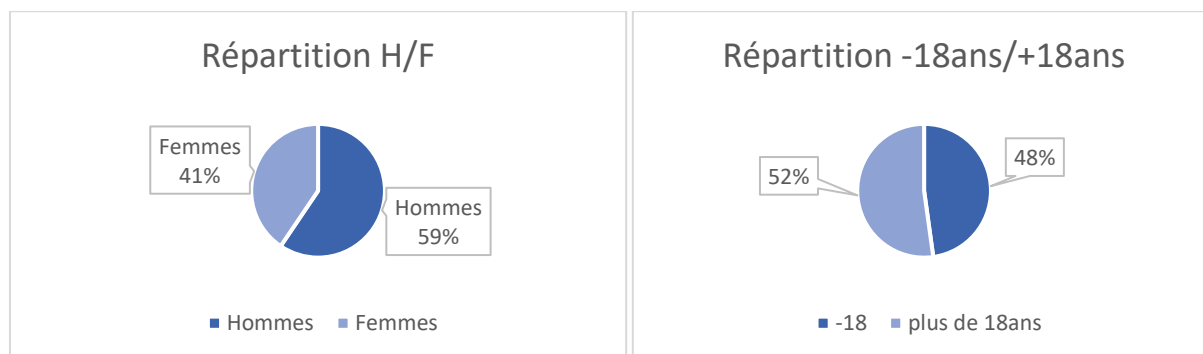 Répartition H/F
Femmes
41%
Hommes
59%
Hommes Femmes
Répartition -18ans/+18ans
52%
48%
-18 plus de 18ans